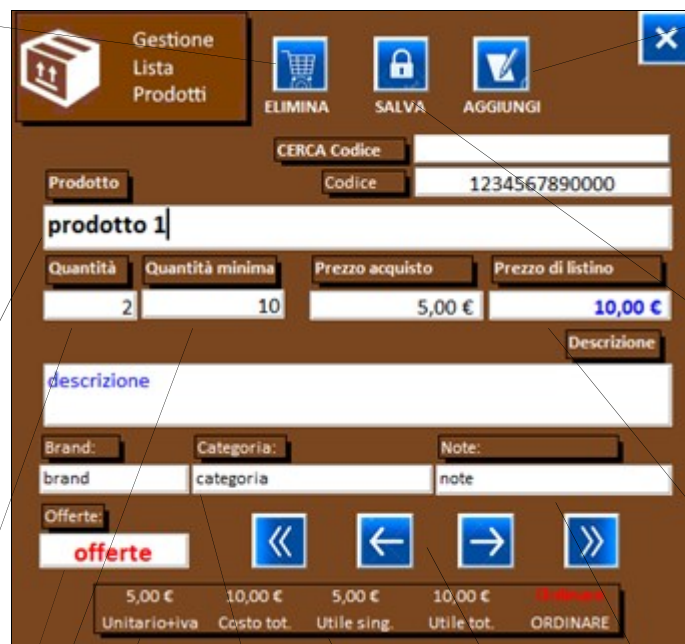 Gestione
Lista
Prodotti
ELIMINA SALVA AGGIUNGI
CERCA Codice
Prodotto Codice 1234567890000
prodotto 1
Quantità Quantità minima Prezzo acquisto Prezzo di listino
2 10 5,00 € 10,00 €
Descrizione
descrizione
Brand: Categoria: Note:
brand categoria note
Offerte:
offerte
5,00 € 10,00 € 5,00 € 10,00 € Ordinare
Unitario+iva Costo tot. Utile sing. Utile tot. ORDINARE